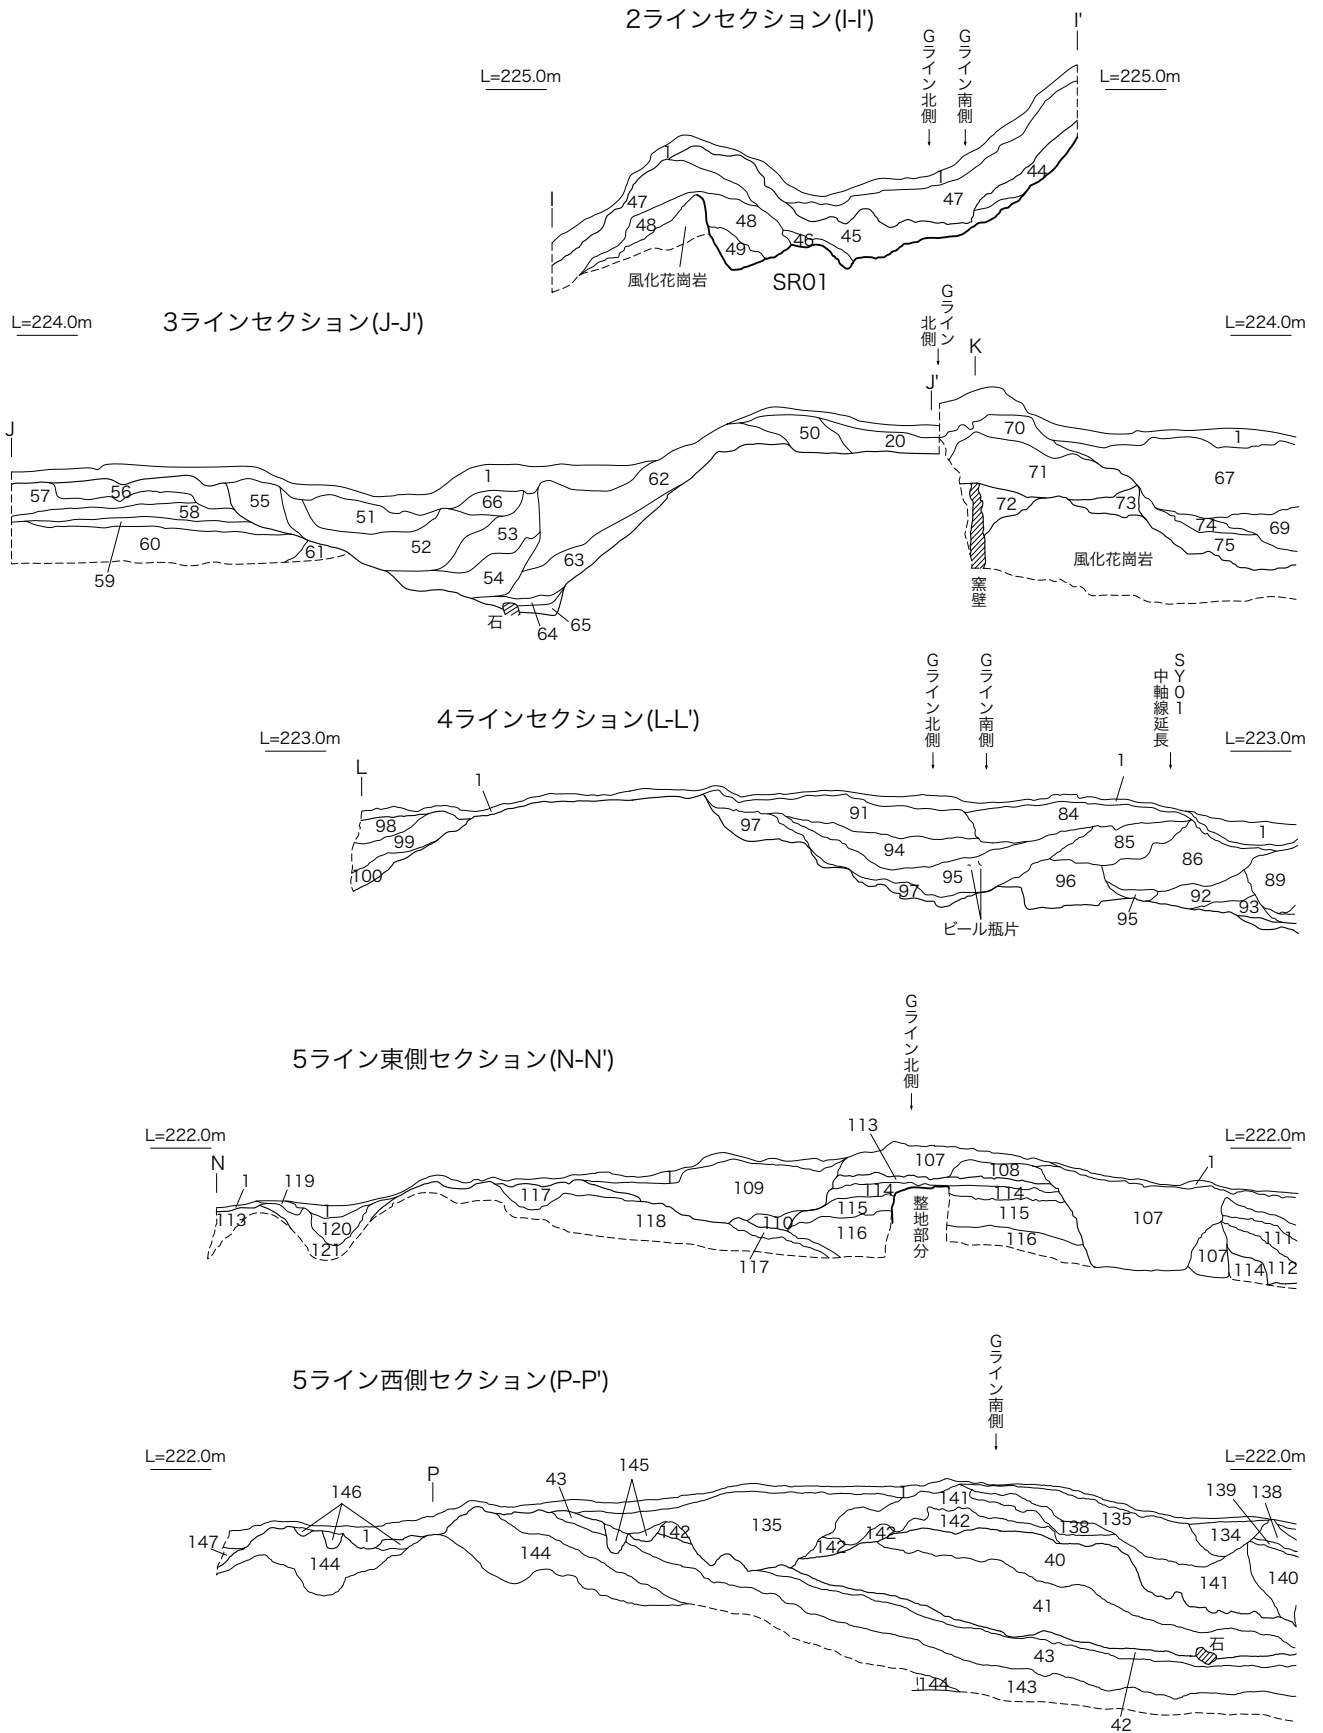 2ラインセクション(I-I')
I'
Gライン北側
Gライン南側
L=225.0m
L=225.0m
I
1
1
44
47
47
48
48
45
46
49
風化花崗岩
SR01
L=224.0m
3ラインセクション(J-J')
Gライン北側
L=224.0m
K
J'
J
50
20
70
1
1
62
71
67
57
56
55
66
51
58
53
72
73
74
69
60
61
52
63
75
59
54
風化花崗岩
窯壁
石
64
65
Gライン北側
Gライン南側
SY01中軸線延長
4ラインセクション(L-L')
L=223.0m
L=223.0m
L
1
1
98
97
91
84
1
99
94
85
86
100
95
97
96
92
89
93
95
ビール瓶片
Gライン北側
5ライン東側セクション(N-N')
L=222.0m
L=222.0m
N
113
1
119
107
108
1
1
109
114
114
117
1
113
120
118
110
115
115
107
121
116
整地部分
116
111
107
117
114
112
Gライン南側
5ライン西側セクション(P-P')
L=222.0m
L=222.0m
P
43
145
146
139
138
1
141
135
147
1
142
135
142
138
134
142
142
144
144
40
141
140
41
石
43
144
143
42